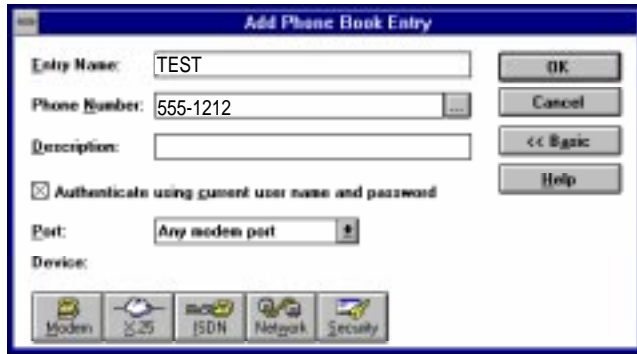 Add Phone Book Entry
Entry Name: TEST
OK
Phone Number: 555-1212 ...
Cancel
Description:
<< Basic
Authenticate using current user name and password
Help
Port: Any modem port
Device:
Modem X.25 ISDN Network Security